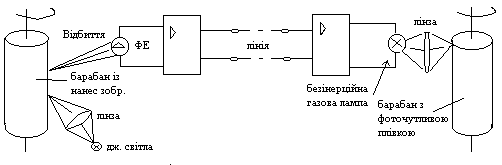 Відбиття
ФЕ
лінія
лінза
барабан із
нанес зобр.
лінза
дж. світла
безінерційна
газова лампа
барабан з
фоточутливою
плівкою